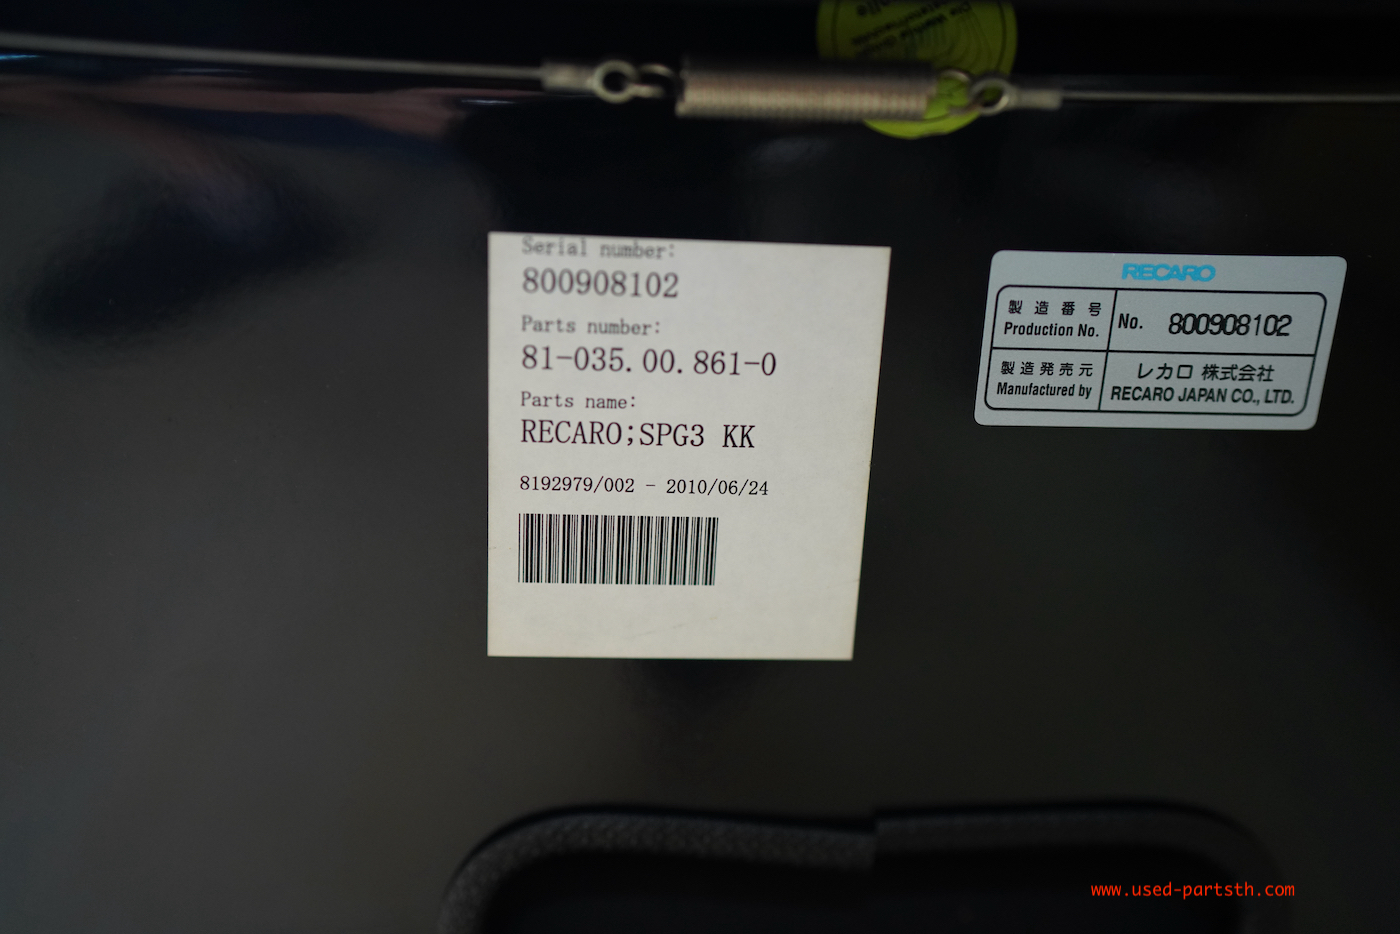 Serial number:
800908102
Parts number:
81-035.00.861-0
Parts name:
RECARO;SPG3 KK
8192979/002 - 2010/06/24
RECARO
製造番号
Production No.
No. 800908102
製造発売元
Manufactured by
レカロ 株式会社
RECARO JAPAN CO., LTD.
www.used-partsth.com